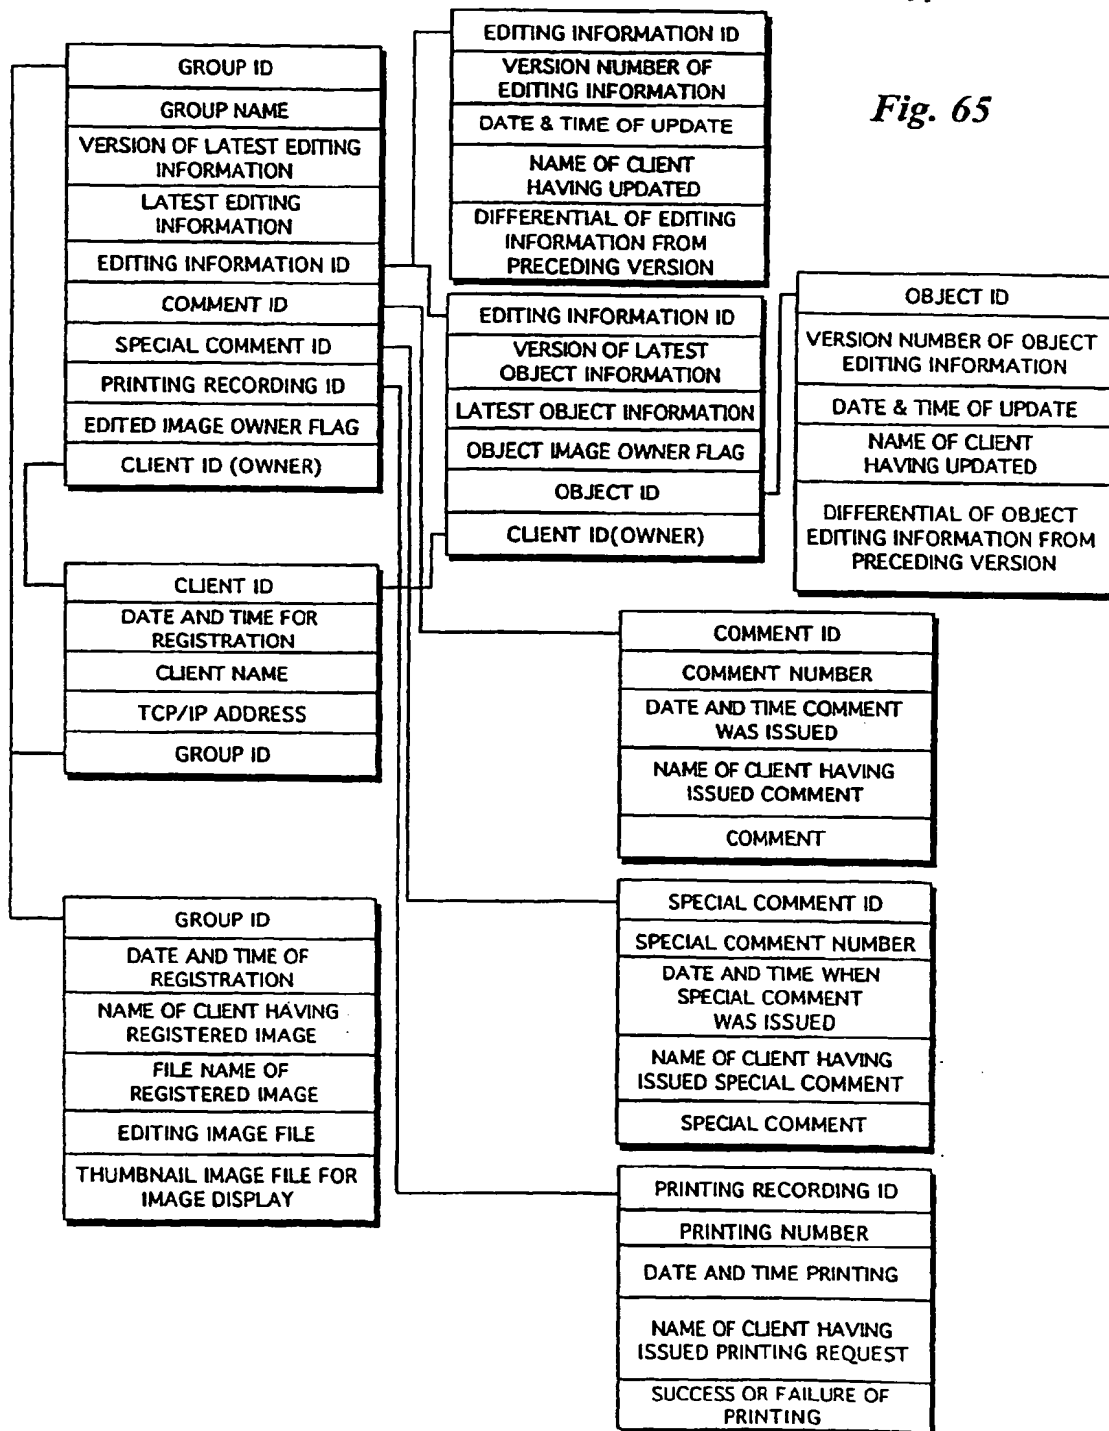 Fig. 65
GROUP ID
GROUP NAME
VERSION OF LATEST EDITING
INFORMATION
LATEST EDITING
INFORMATION
EDITING INFORMATION ID
COMMENT ID
SPECIAL COMMENT ID
PRINTING RECORDING ID
EDITED IMAGE OWNER FLAG
CLIENT ID (OWNER)
CLIENT ID
DATE AND TIME FOR
REGISTRATION
CLIENT NAME
TCP/IP ADDRESS
GROUP ID
GROUP ID
DATE AND TIME OF
REGISTRATION
NAME OF CLIENT HAVING
REGISTERED IMAGE
FILE NAME OF
REGISTERED IMAGE
EDITING IMAGE FILE
THUMBNAIL IMAGE FILE FOR
IMAGE DISPLAY
EDITING INFORMATION ID
VERSION NUMBER OF
EDITING INFORMATION
DATE & TIME OF UPDATE
NAME OF CLIENT
HAVING UPDATED
DIFFERENTIAL OF EDITING
INFORMATION FROM
PRECEDING VERSION
EDITING INFORMATION ID
VERSION OF LATEST
OBJECT INFORMATION
LATEST OBJECT INFORMATION
OBJECT IMAGE OWNER FLAG
OBJECT ID
CLIENT ID(OWNER)
OBJECT ID
VERSION NUMBER OF OBJECT
EDITING INFORMATION
DATE & TIME OF UPDATE
NAME OF CLIENT
HAVING UPDATED
DIFFERENTIAL OF OBJECT
EDITING INFORMATION FROM
PRECEDING VERSION
COMMENT ID
COMMENT NUMBER
DATE AND TIME COMMENT
WAS ISSUED
NAME OF CLIENT HAVING
ISSUED COMMENT
COMMENT
SPECIAL COMMENT ID
SPECIAL COMMENT NUMBER
DATE AND TIME WHEN
SPECIAL COMMENT
WAS ISSUED
NAME OF CLIENT HAVING
ISSUED SPECIAL COMMENT
SPECIAL COMMENT
PRINTING RECORDING ID
PRINTING NUMBER
DATE AND TIME PRINTING
NAME OF CLIENT HAVING
ISSUED PRINTING REQUEST
SUCCESS OR FAILURE OF
PRINTING